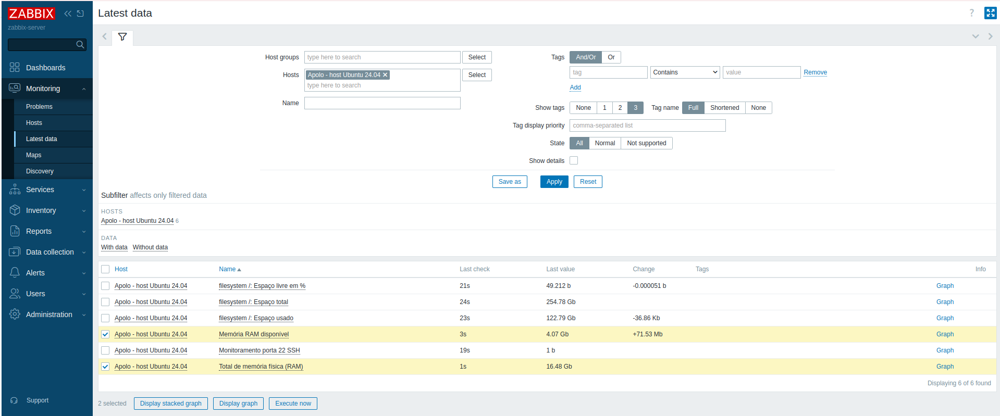 ZABBIX
zabbix-server
Dashboards
Monitoring
Problems
Hosts
Latest data
Maps
Discovery
Services
Inventory
Reports
Data collection
Alerts
Users
Administration
Support
Latest data
?
Host groups type here to search Select
Hosts Apolo - host Ubuntu 24.04 Select
type here to search
Name
Tags And/Or Or
tag Contains value Remove
Add
Show tags None 1 2 3 Tag name Full Shortened None
Tag display priority comma-separated list
State All Normal Not supported
Show details
Save as Apply Reset
Subfilter affects only filtered data
HOSTS
Apolo - host Ubuntu 24.04 6
DATA
With data Without data
Host Name Last check Last value Change Tags Info
Apolo - host Ubuntu 24.04 filesystem /: Espaço livre em % 21s 49.212 b -0.000051 b Graph
Apolo - host Ubuntu 24.04 filesystem /: Espaço total 24s 254.78 Gb Graph
Apolo - host Ubuntu 24.04 filesystem /: Espaço usado 23s 122.79 Gb -36.86 Kb Graph
Apolo - host Ubuntu 24.04 Memória RAM disponível 3s 4.07 Gb +71.53 Mb Graph
Apolo - host Ubuntu 24.04 Monitoramento porta 22 SSH 19s 1 b Graph
Apolo - host Ubuntu 24.04 Total de memória física (RAM) 1s 16.48 Gb Graph
Displaying 6 of 6 found
2 selected Display stacked graph Display graph Execute now